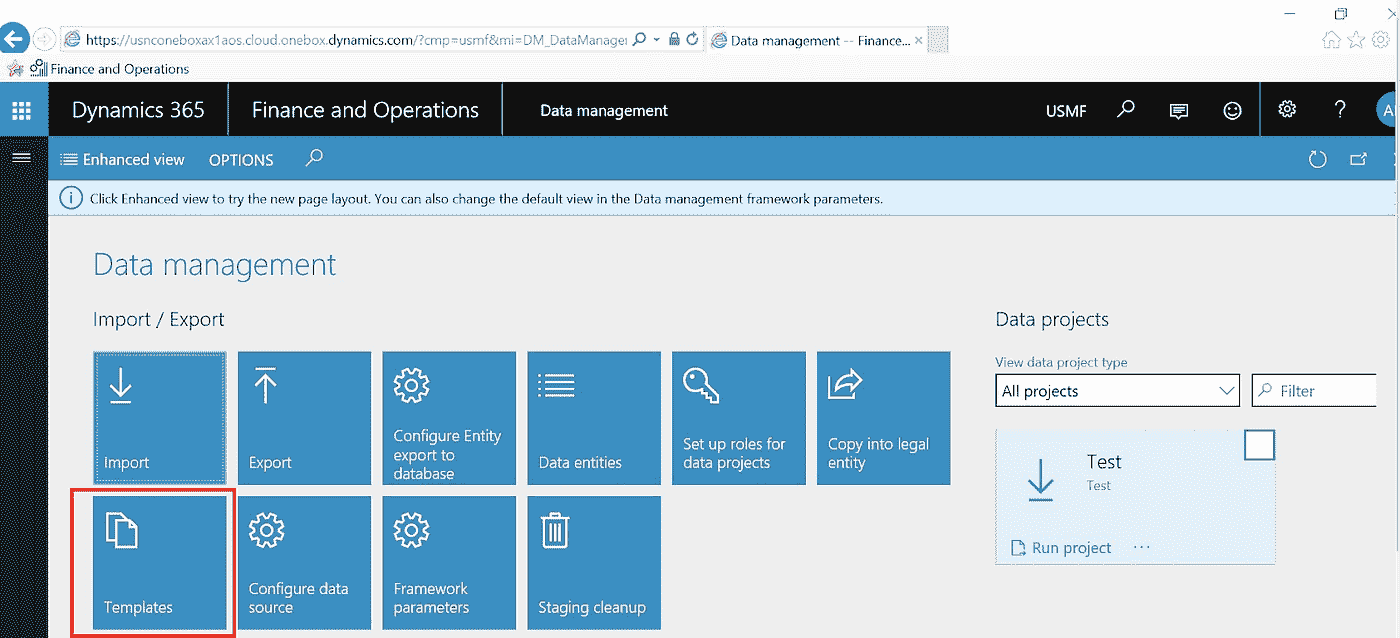 https://usnconeboxax1aos.cloud.onebox.dynamics.com/?cmp=usmf&mi=DM_DataManager
Data management -- Finance...
Finance and Operations
Dynamics 365
Finance and Operations
Data management
USMF
?
Enhanced view
OPTIONS
Click Enhanced view to try the new page layout. You can also change the default view in the Data management framework parameters.
Data management
Import / Export
Import
Export
Configure Entity
export to
database
Data entities
Set up roles for
data projects
Copy into legal
entity
Templates
Configure data
source
Framework
parameters
Staging cleanup
Data projects
View data project type
All projects
Filter
Test
Test
Run project
...